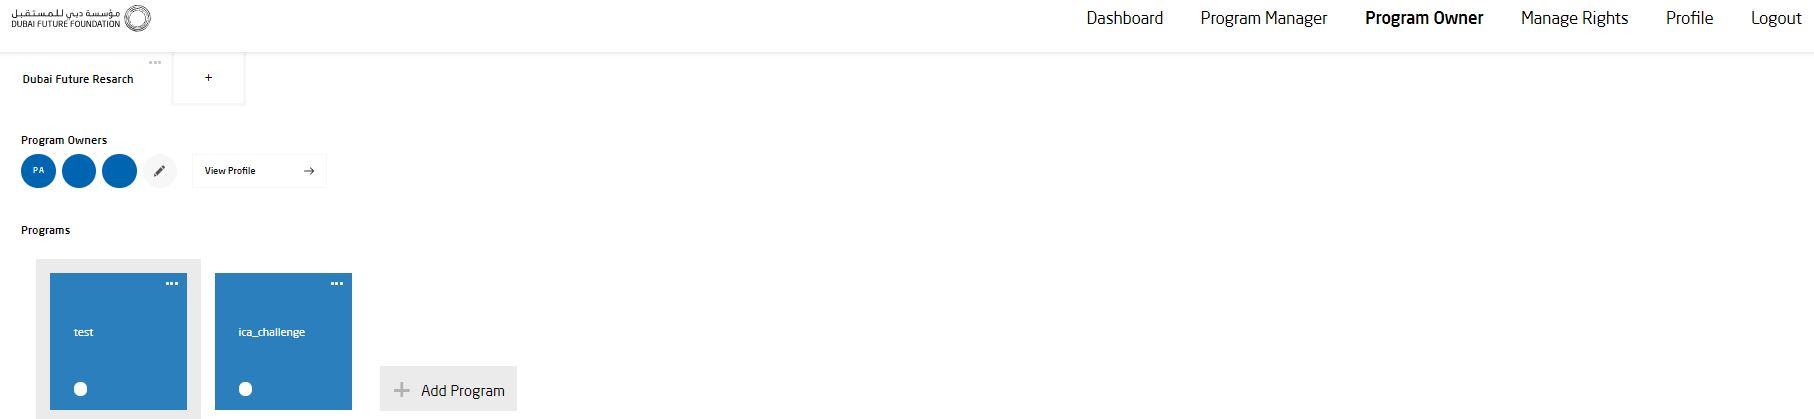 مؤسسة دبي للمستقبل
DUBAI FUTURE FOUNDATION
Dashboard Program Manager Program Owner Manage Rights Profile Logout
Dubai Future Resarch +
Program Owners
PA View Profile →
Programs
test ica_challenge
+ Add Program